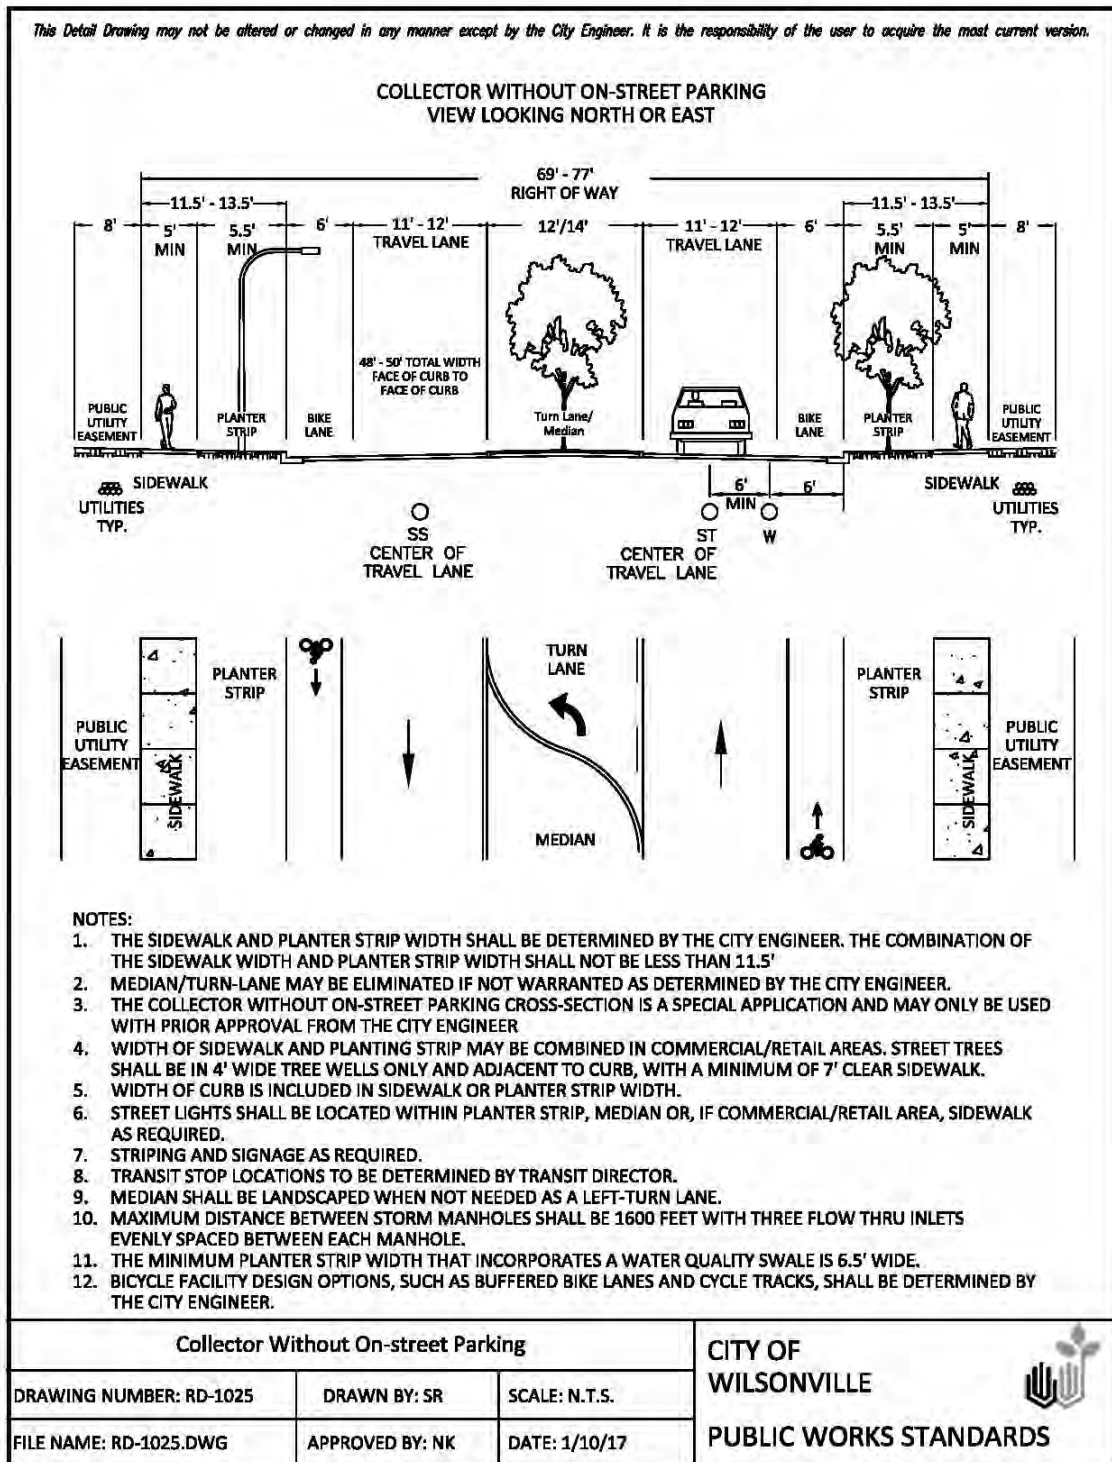 This Detail Drawing may not be altered or changed in any manner except by the City Engineer. It is the responsibility of the user to acquire the most current version.
COLLECTOR WITHOUT ON-STREET PARKING
VIEW LOOKING NORTH OR EAST
69' - 77'
RIGHT OF WAY
11.5' - 13.5'
11.5' - 13.5'
8'
5'
MIN
5.5'
MIN
6'
11' - 12'
TRAVEL LANE
12'/14'
11' - 12'
TRAVEL LANE
6'
5.5'
MIN
5'
MIN
8'
48' - 50' TOTAL WIDTH
FACE OF CURB TO
FACE OF CURB
PUBLIC
UTILITY
EASEMENT
PLANTER
STRIP
BIKE
LANE
Turn Lane/
Median
BIKE
LANE
PLANTER
STRIP
PUBLIC
UTILITY
EASEMENT
SIDEWALK
UTILITIES
TYP.
6'
MIN
6'
SIDEWALK
UTILITIES
TYP.
SS
CENTER OF
TRAVEL LANE
ST
CENTER OF
TRAVEL LANE
W
PUBLIC
UTILITY
EASEMENT
SIDEWALK
PLANTER
STRIP
TURN
LANE
MEDIAN
PLANTER
STRIP
SIDEWALK
PUBLIC
UTILITY
EASEMENT
NOTES:
1. THE SIDEWALK AND PLANTER STRIP WIDTH SHALL BE DETERMINED BY THE CITY ENGINEER. THE COMBINATION OF
THE SIDEWALK WIDTH AND PLANTER STRIP WIDTH SHALL NOT BE LESS THAN 11.5'
2. MEDIAN/TURN-LANE MAY BE ELIMINATED IF NOT WARRANTED AS DETERMINED BY THE CITY ENGINEER.
3. THE COLLECTOR WITHOUT ON-STREET PARKING CROSS-SECTION IS A SPECIAL APPLICATION AND MAY ONLY BE USED
WITH PRIOR APPROVAL FROM THE CITY ENGINEER
4. WIDTH OF SIDEWALK AND PLANTING STRIP MAY BE COMBINED IN COMMERCIAL/RETAIL AREAS. STREET TREES
SHALL BE IN 4' WIDE TREE WELLS ONLY AND ADJACENT TO CURB, WITH A MINIMUM OF 7' CLEAR SIDEWALK.
5. WIDTH OF CURB IS INCLUDED IN SIDEWALK OR PLANTER STRIP WIDTH.
6. STREET LIGHTS SHALL BE LOCATED WITHIN PLANTER STRIP, MEDIAN OR, IF COMMERCIAL/RETAIL AREA, SIDEWALK
AS REQUIRED.
7. STRIPING AND SIGNAGE AS REQUIRED.
8. TRANSIT STOP LOCATIONS TO BE DETERMINED BY TRANSIT DIRECTOR.
9. MEDIAN SHALL BE LANDSCAPED WHEN NOT NEEDED AS A LEFT-TURN LANE.
10. MAXIMUM DISTANCE BETWEEN STORM MANHOLES SHALL BE 1600 FEET WITH THREE FLOW THRU INLETS
EVENLY SPACED BETWEEN EACH MANHOLE.
11. THE MINIMUM PLANTER STRIP WIDTH THAT INCORPORATES A WATER QUALITY SWALE IS 6.5' WIDE.
12. BICYCLE FACILITY DESIGN OPTIONS, SUCH AS BUFFERED BIKE LANES AND CYCLE TRACKS, SHALL BE DETERMINED BY
THE CITY ENGINEER.
Collector Without On-street Parking
DRAWING NUMBER: RD-1025
DRAWN BY: SR
SCALE: N.T.S.
FILE NAME: RD-1025.DWG
APPROVED BY: NK
DATE: 1/10/17
CITY OF
WILSONVILLE
PUBLIC WORKS STANDARDS